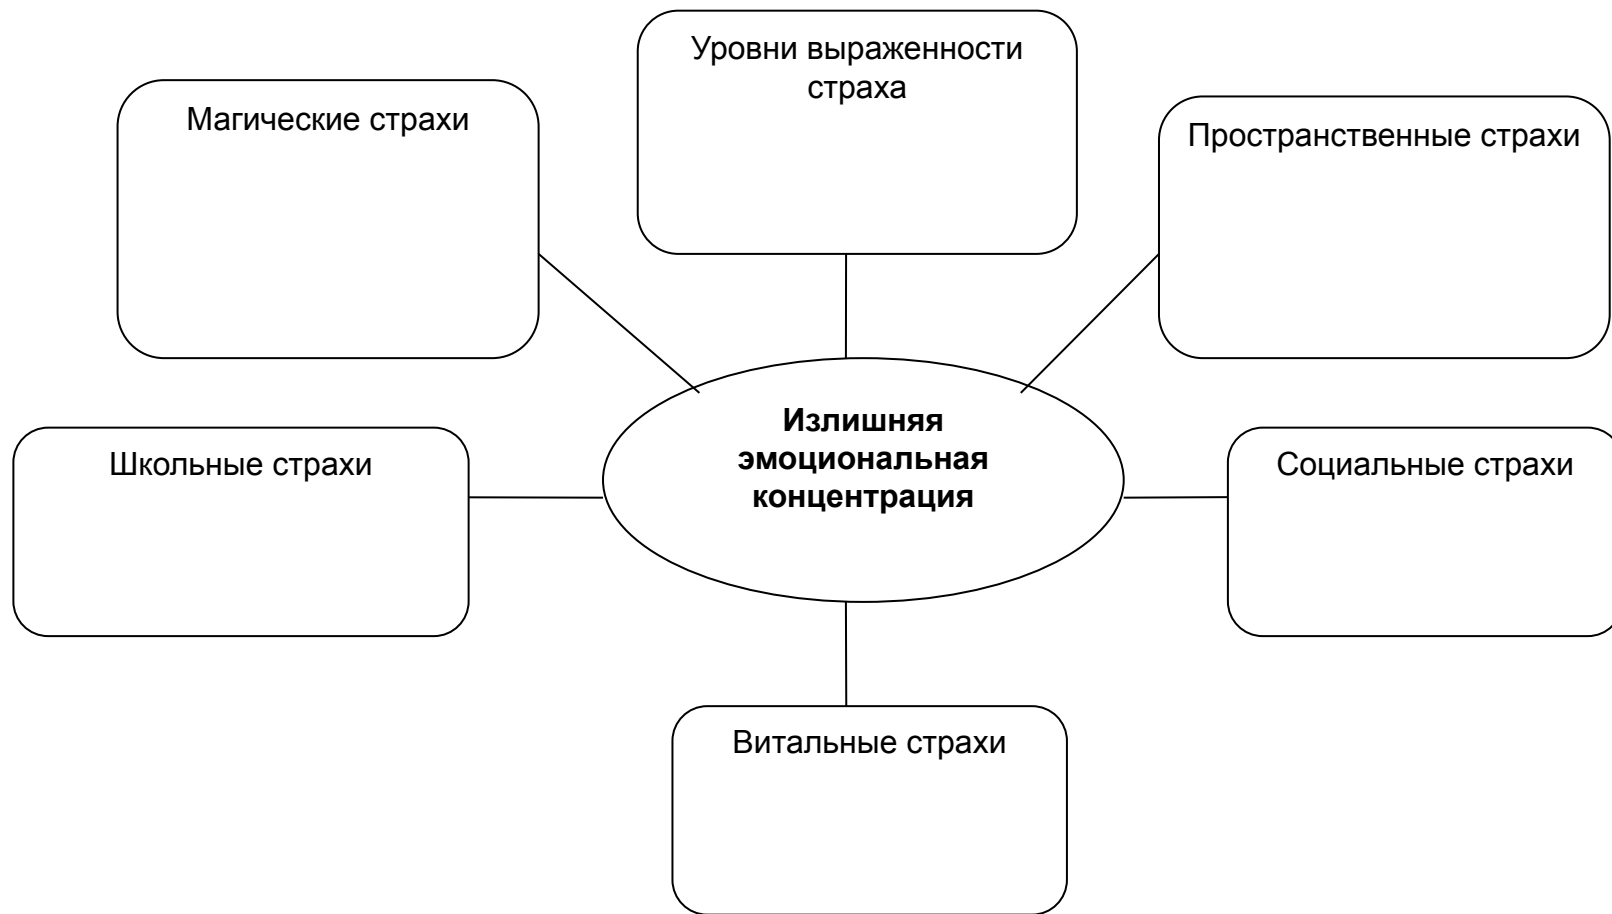 Уровни выраженности
страха
Магические страхи
Пространственные страхи
Излишняя
эмоциональная
концентрация
Школьные страхи
Социальные страхи
Витальные страхи